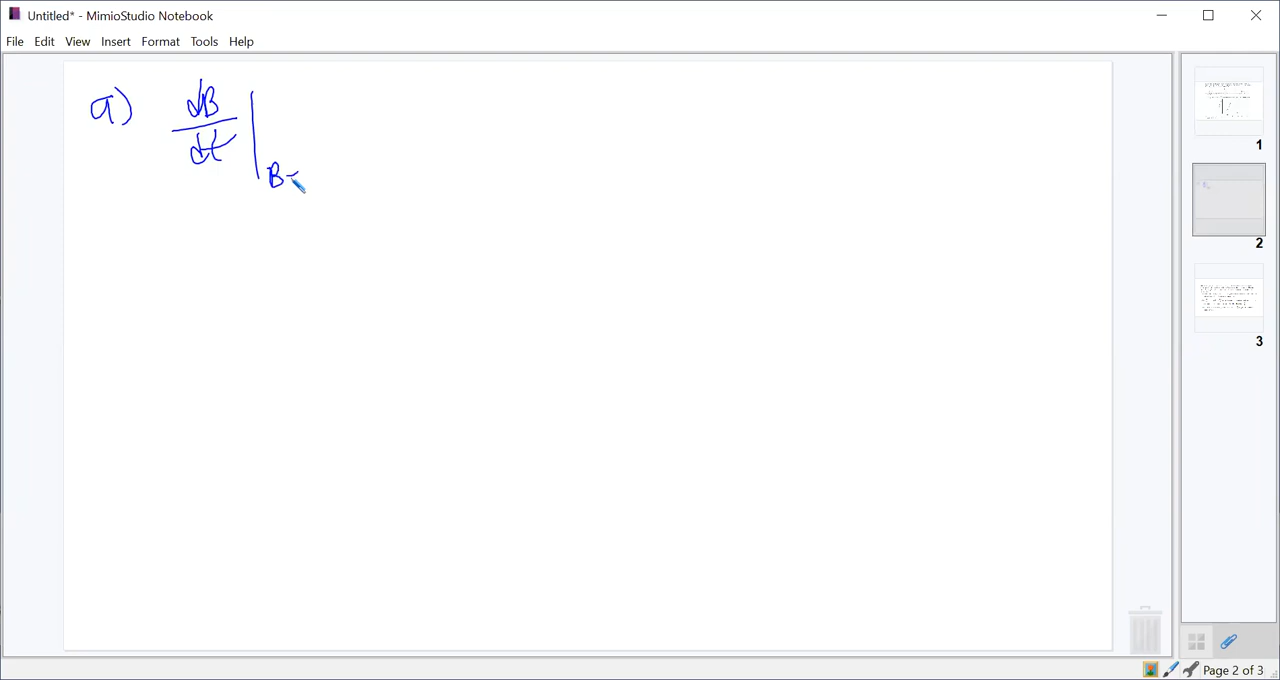 Untitled* - MimioStudio Notebook
File Edit View Insert Format Tools Help
a) dB/dt | B=
1
2
3
Page 2 of 3